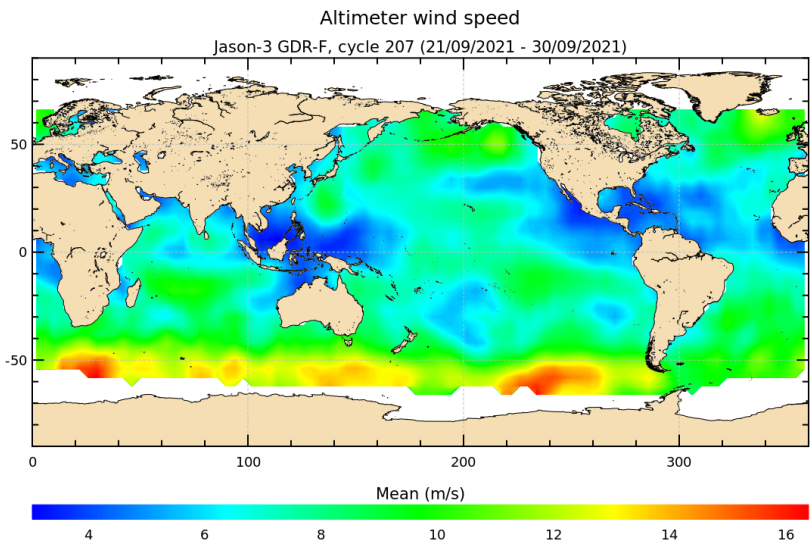 Altimeter wind speed
Jason-3 GDR-F, cycle 207 (21/09/2021 - 30/09/2021)
50
0
-50
0 100 200 300
Mean (m/s)
4 6 8 10 12 14 16